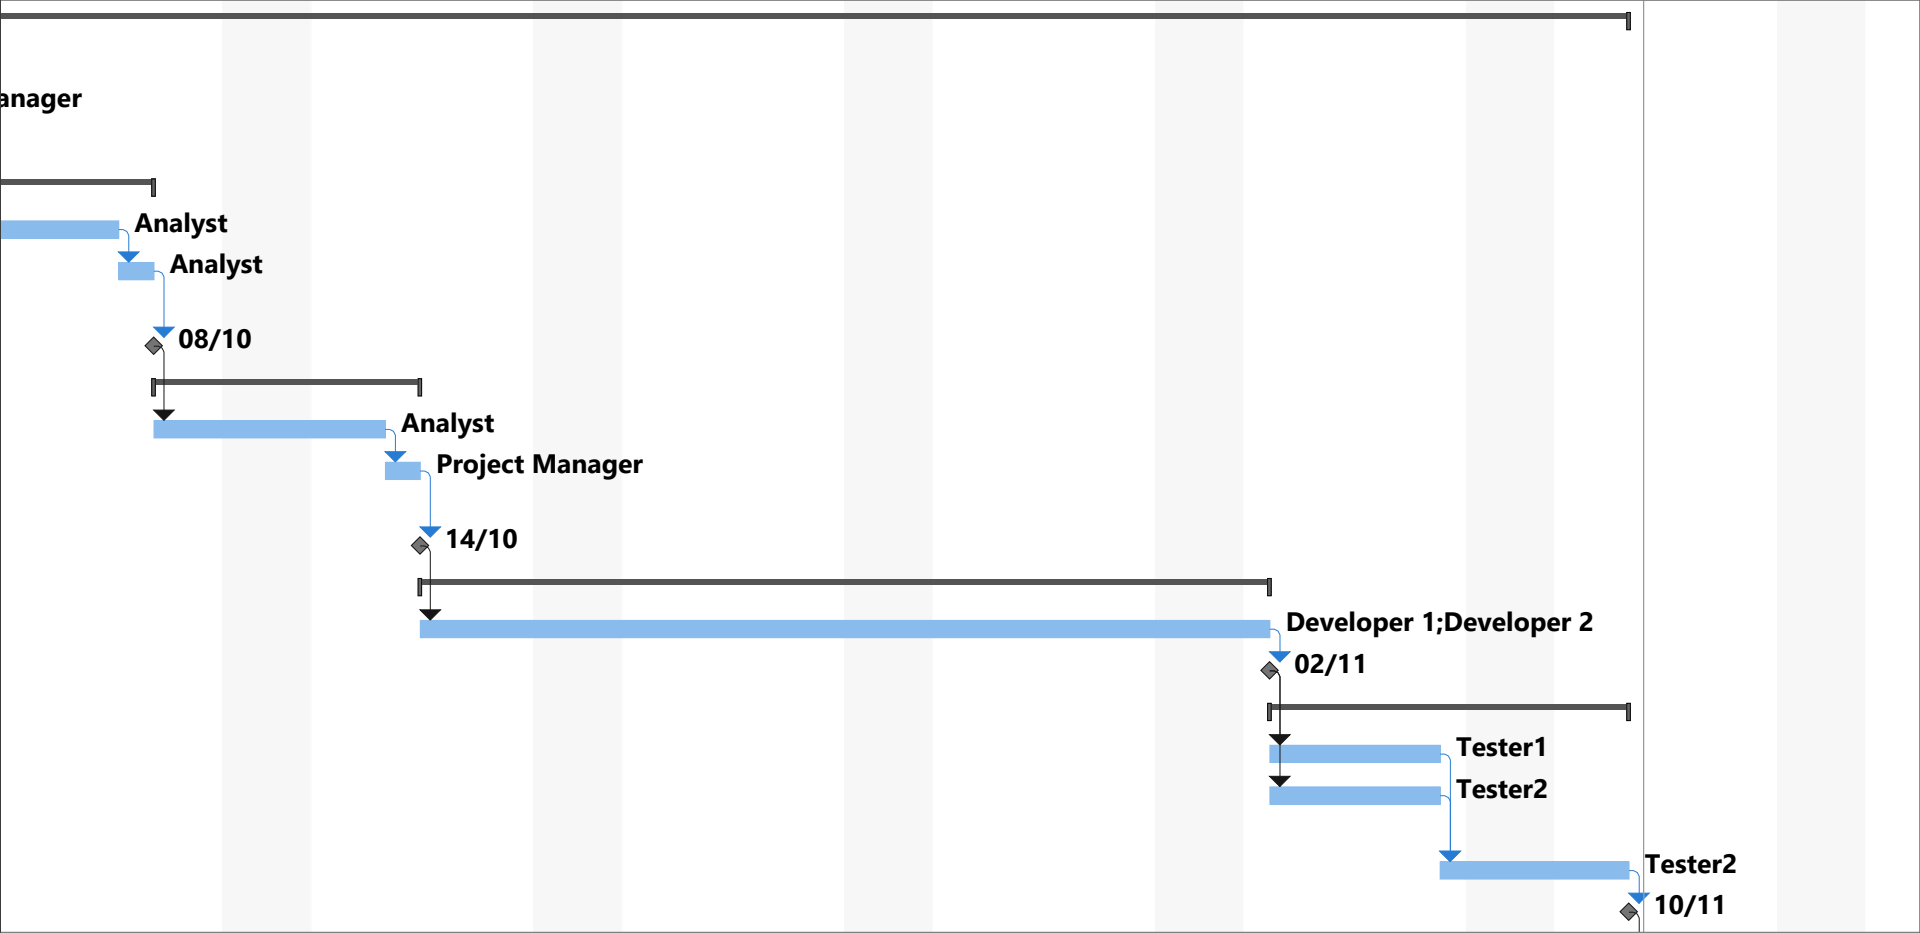 anager
Analyst
Analyst
08/10
Analyst
Project Manager
14/10
Developer 1;Developer 2
02/11
Tester1
Tester2
Tester2
10/11